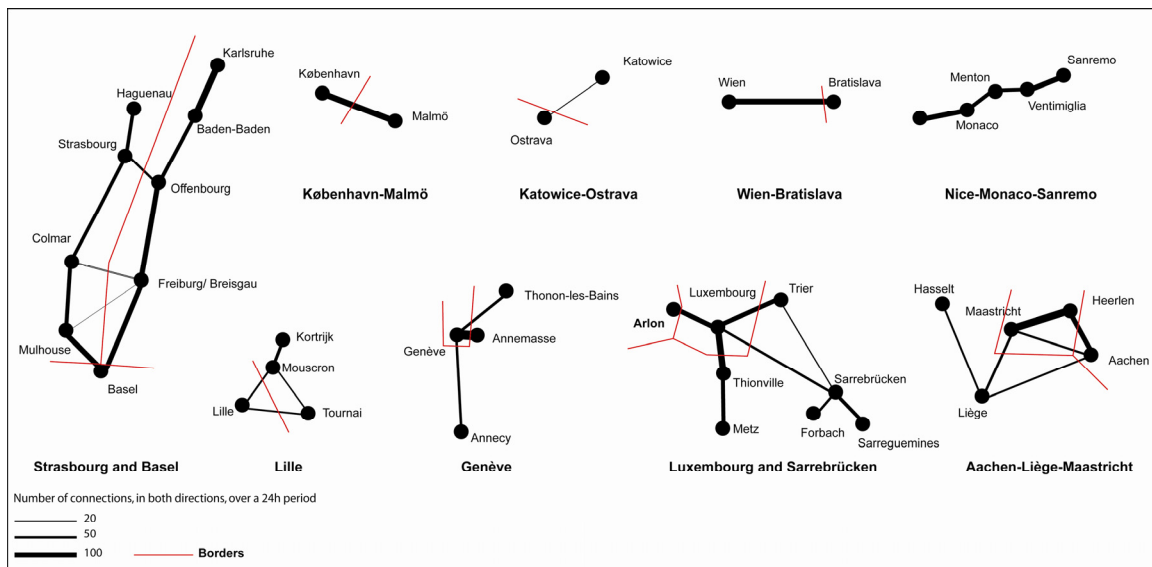 Karlsruhe
Haguenau
Baden-Baden
Strasbourg
Offenbourg
Colmar
Freiburg/ Breisgau
Mulhouse
Basel
Strasbourg and Basel
København
Malmö
København-Malmö
Katowice
Ostrava
Katowice-Ostrava
Wien
Bratislava
Wien-Bratislava
Sanremo
Menton
Ventimiglia
Monaco
Nice-Monaco-Sanremo
Kortrijk
Mouscron
Lille
Tournai
Lille
Thonon-les-Bains
Genève
Annemasse
Annecy
Genève
Luxembourg
Trier
Arlon
Thionville
Sarrebrücken
Metz
Forbach
Sarreguemines
Luxembourg and Sarrebrücken
Hasselt
Maastricht
Heerlen
Aachen
Liège
Aachen-Liège-Maastricht
Number of connections, in both directions, over a 24h period
20
50
100
Borders